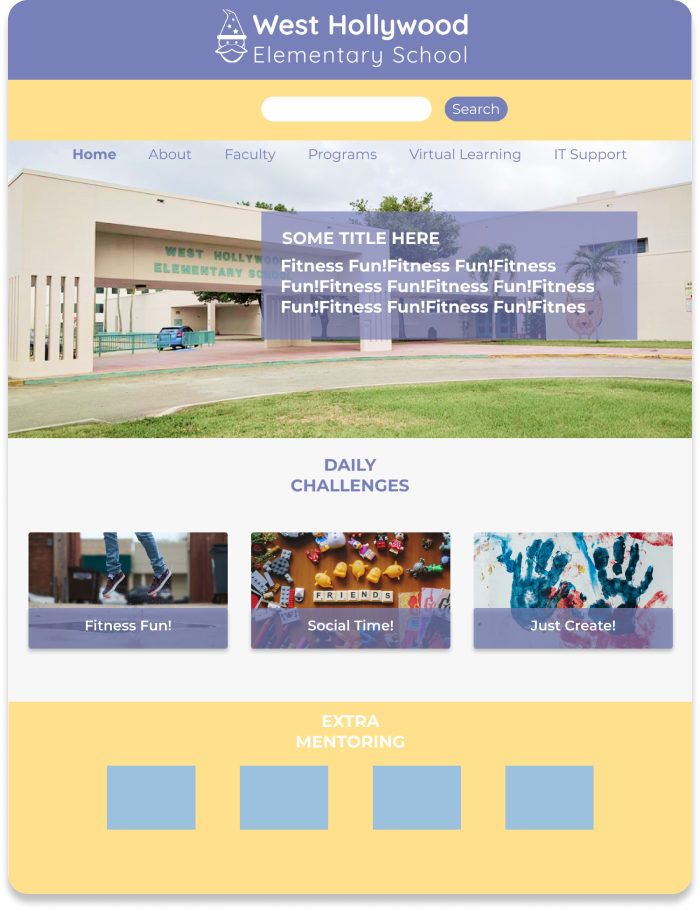 West Hollywood
Elementary School
Search
Home About Faculty Programs Virtual Learning IT Support
WEST HOLLYWOOD
ELEMENTARY SCHOOL
SOME TITLE HERE
Fitness Fun!Fitness Fun!Fitness
Fun!Fitness Fun!Fitness Fun!Fitness
Fun!Fitness Fun!Fitness Fun!Fitnes
DAILY
CHALLENGES
FRIENDS
Fitness Fun!
Social Time!
Just Create!
EXTRA
MENTORING